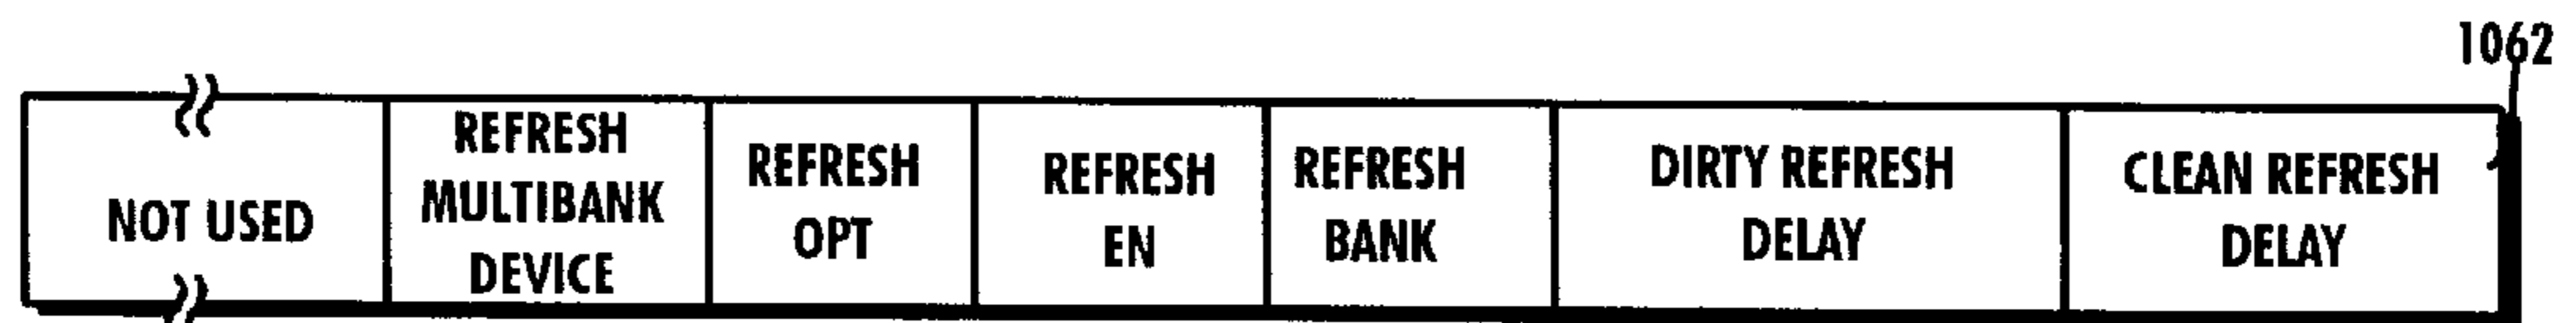 1062
NOT USED
REFRESH
MULTIBANK
DEVICE
REFRESH
OPT
REFRESH
EN
REFRESH
BANK
DIRTY REFRESH
DELAY
CLEAN REFRESH
DELAY